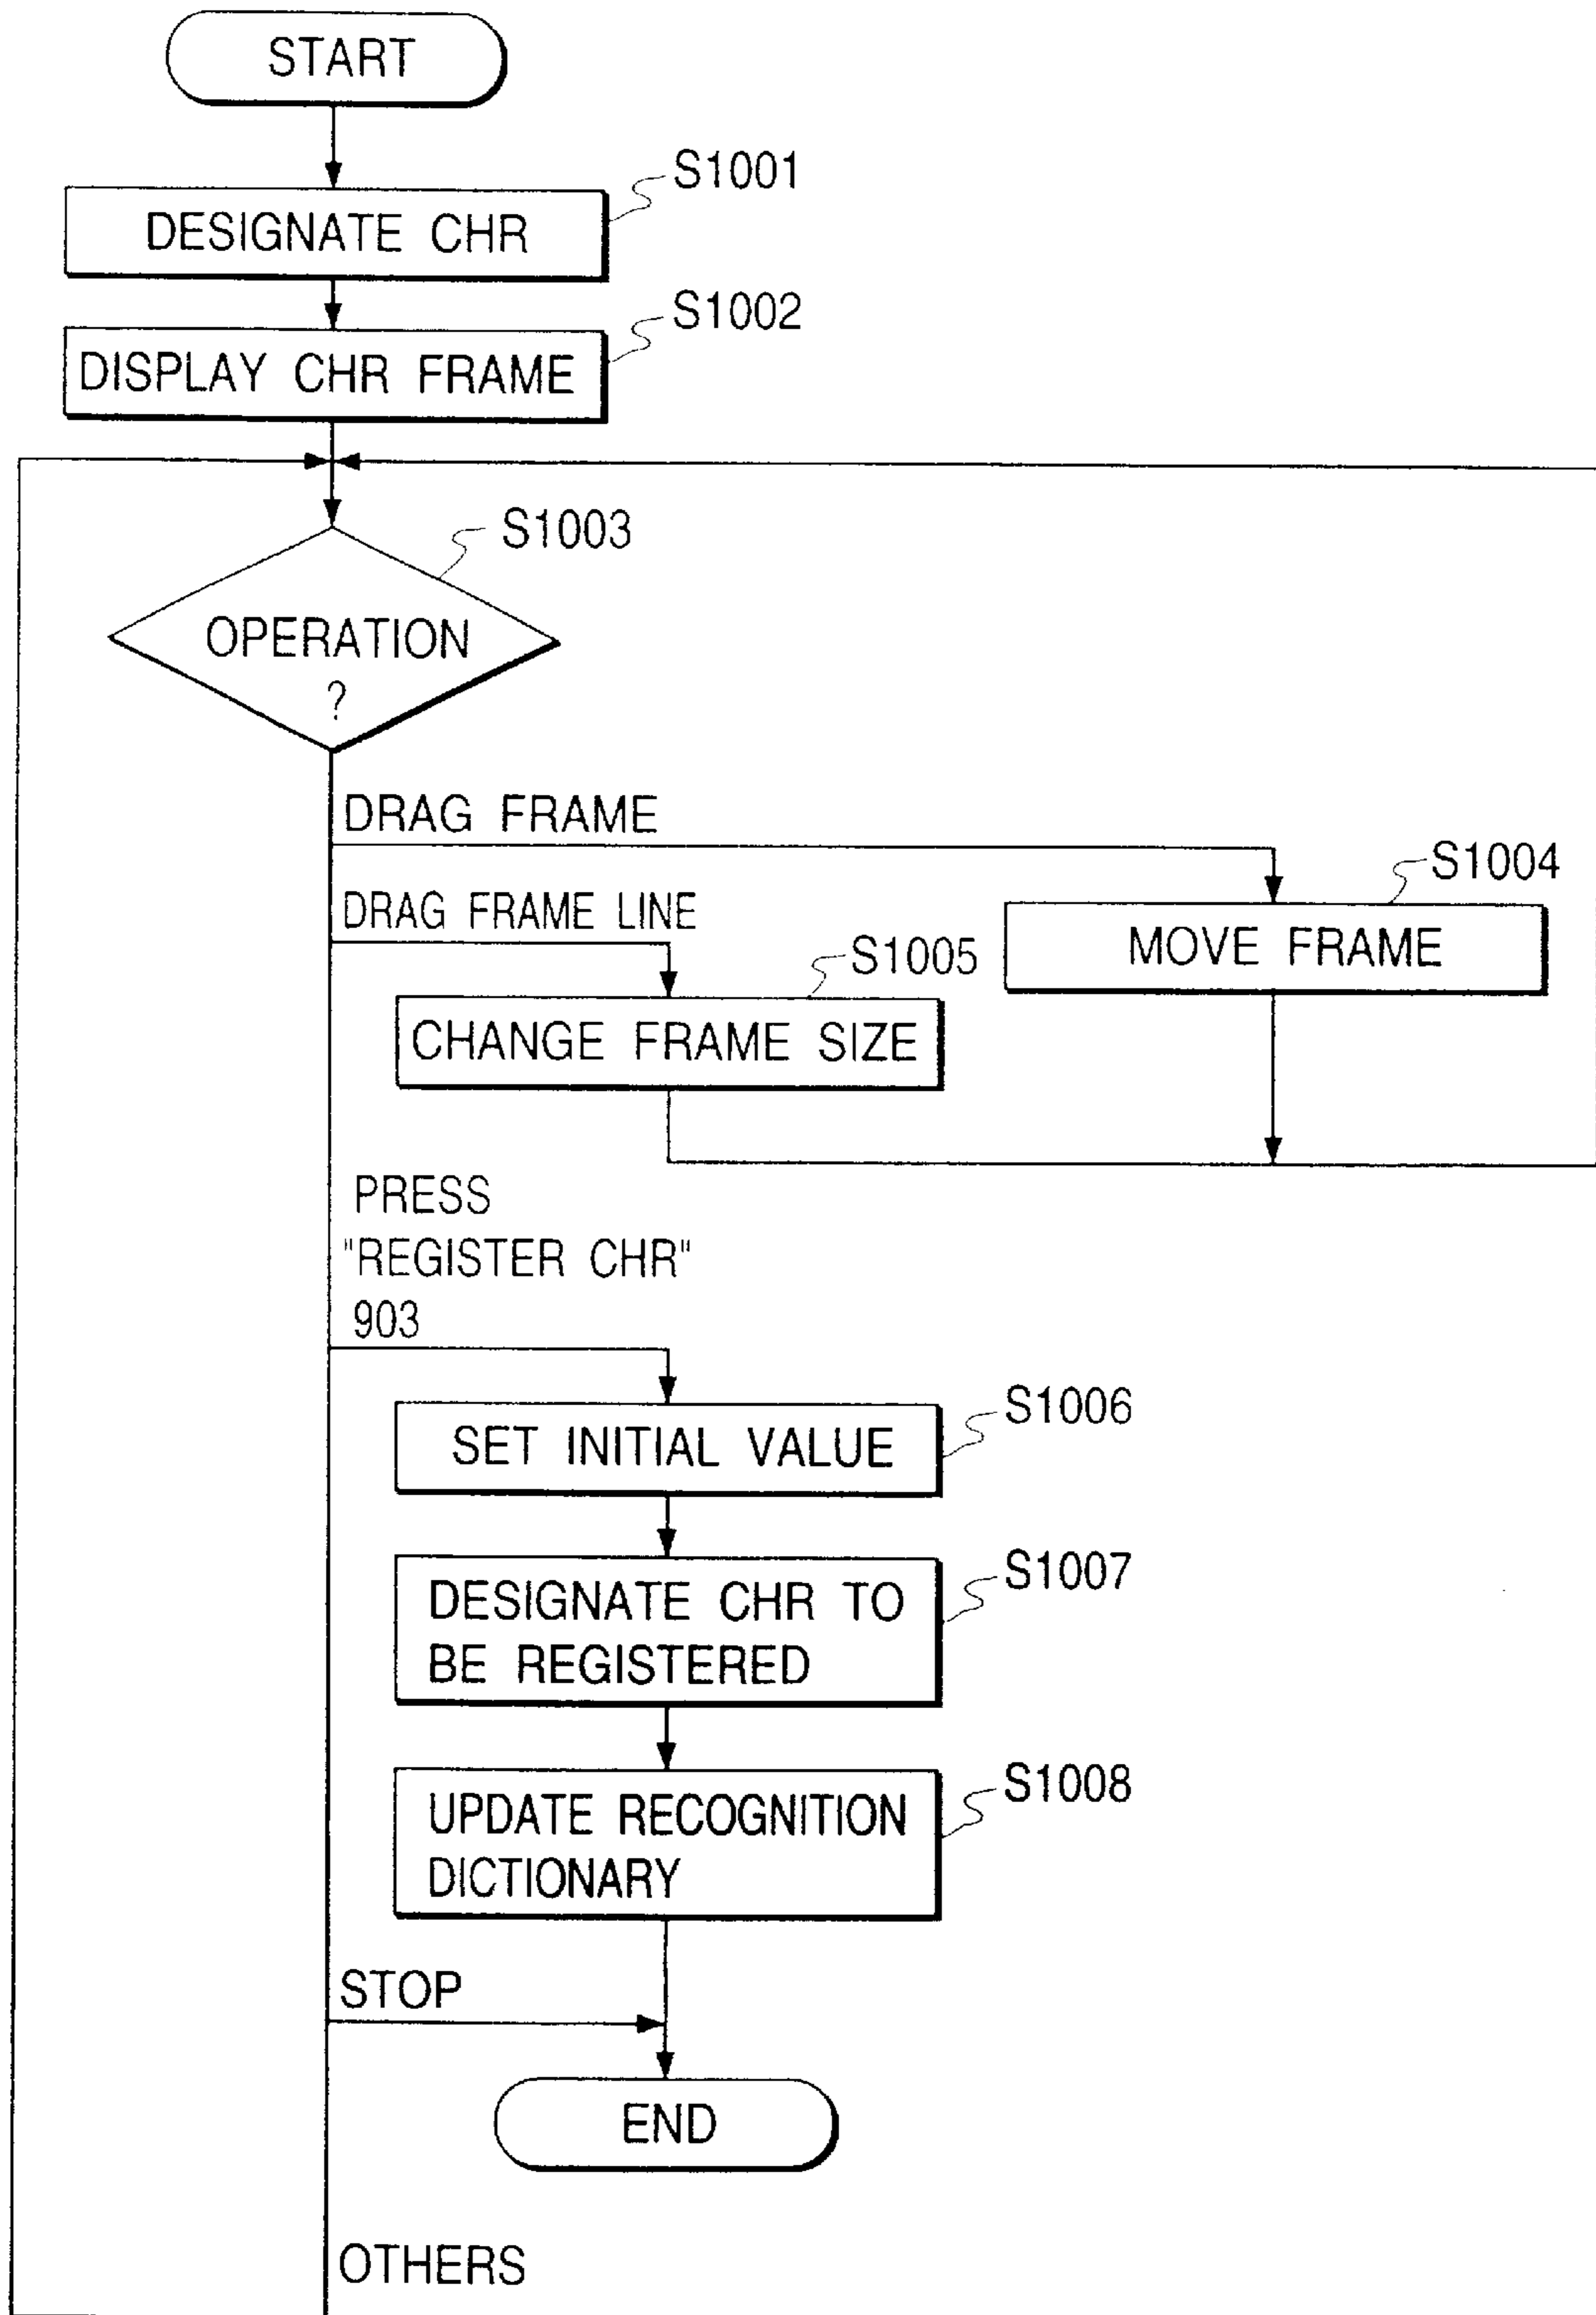 START
S1001
DESIGNATE CHR
S1002
DISPLAY CHR FRAME
S1003
OPERATION
?
DRAG FRAME
S1004
MOVE FRAME
DRAG FRAME LINE
S1005
CHANGE FRAME SIZE
PRESS
"REGISTER CHR"
903
S1006
SET INITIAL VALUE
S1007
DESIGNATE CHR TO
BE REGISTERED
S1008
UPDATE RECOGNITION
DICTIONARY
STOP
END
OTHERS